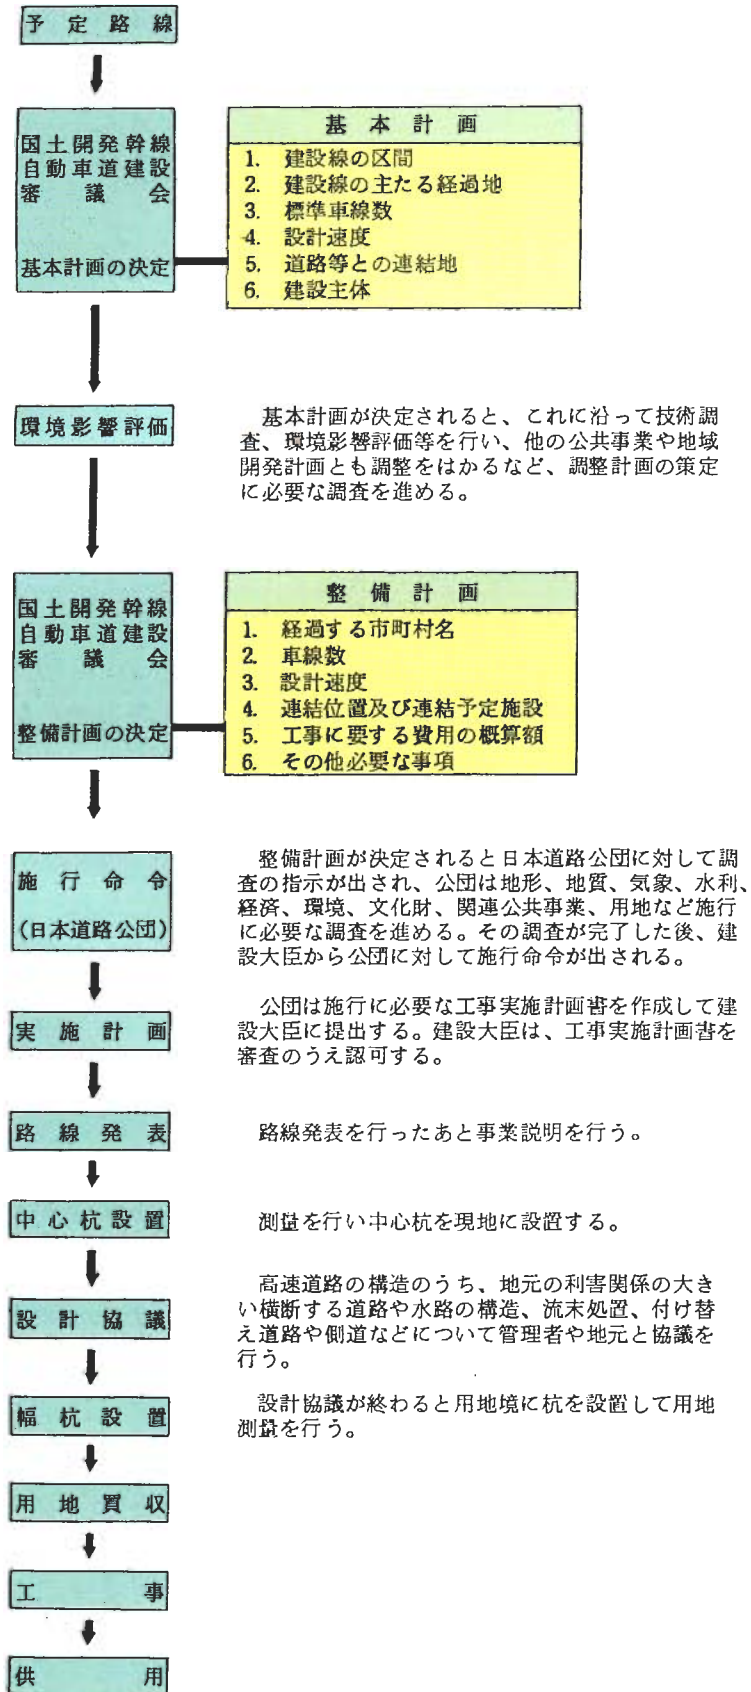 予定路線
国土開発幹線
自動車道建設
審議会
基本計画の決定
基本計画
1. 建設線の区間
2. 建設線の主たる経過地
3. 標準車線数
4. 設計速度
5. 道路等との連結地
6. 建設主体
環境影響評価
基本計画が決定されると、これに沿って技術調
査、環境影響評価等を行い、他の公共事業や地域
開発計画とも調整をはかるなど、調整計画の策定
に必要な調査を進める。
国土開発幹線
自動車道建設
審議会
整備計画の決定
整備計画
1. 経過する市町村名
2. 車線数
3. 設計速度
4. 連結位置及び連結予定施設
5. 工事に要する費用の概算額
6. その他必要な事項
施行命令
(日本道路公団)
整備計画が決定されると日本道路公団に対して調
査の指示が出され、公団は地形、地質、気象、水利、
経済、環境、文化財、関連公共事業、用地など施行
に必要な調査を進める。その調査が完了した後、建
設大臣から公団に対して施行命令が出される。
実施計画
公団は施行に必要な工事実施計画書を作成して建
設大臣に提出する。建設大臣は、工事実施計画書を
審査のうえ認可する。
路線発表
路線発表を行ったあと事業説明を行う。
中心杭設置
測量を行い中心杭を現地に設置する。
設計協議
高速道路の構造のうち、地元の利害関係の大き
い横断する道路や水路の構造、流末処置、付け替
え道路や側道などについて管理者や地元と協議を
行う。
幅杭設置
設計協議が終わると用地境に杭を設置して用地
測量を行う。
用地買収
工事
供用